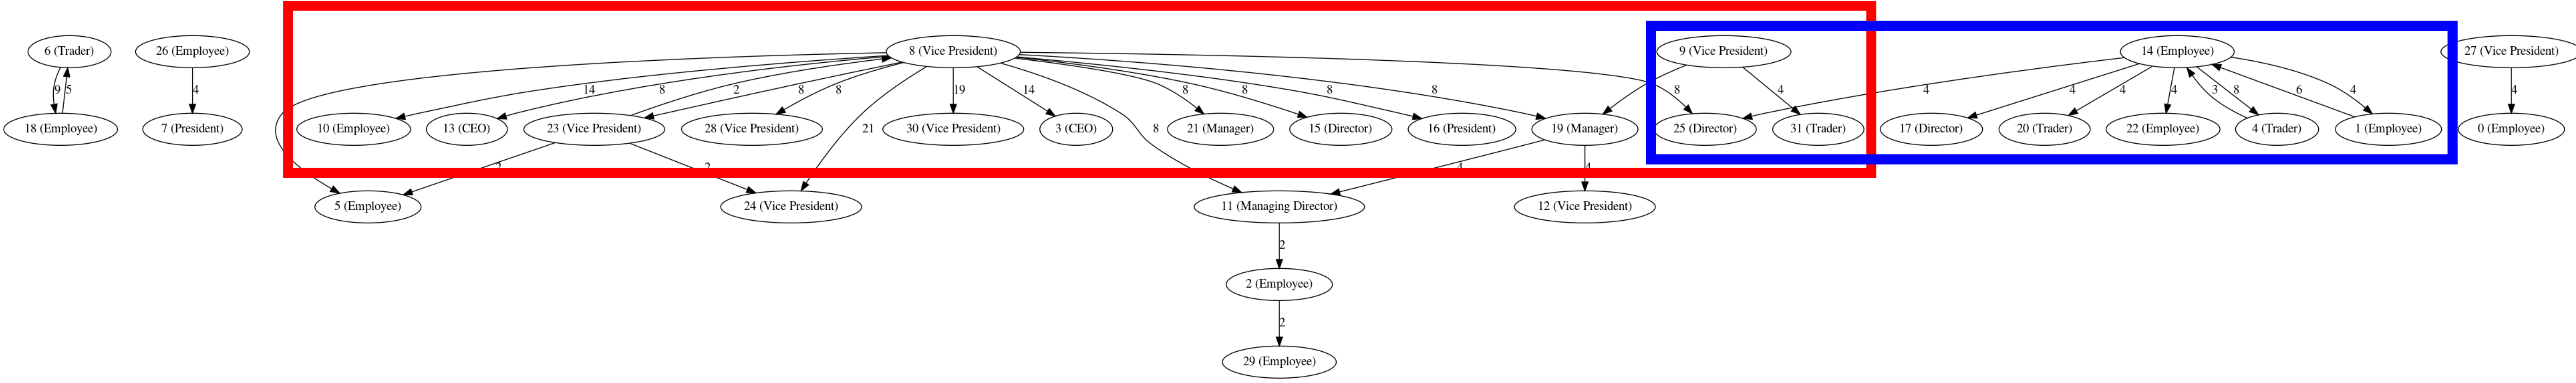 6 (Trader)
26 (Employee)
8 (Vice President)
9 (Vice President)
14 (Employee)
27 (Vice President)
9
5
4
14
8
2
8
8
21
19
14
8
8
8
8
8
8
4
4
4
4
4
3
8
6
4
4
18 (Employee)
7 (President)
10 (Employee)
13 (CEO)
23 (Vice President)
28 (Vice President)
30 (Vice President)
3 (CEO)
21 (Manager)
15 (Director)
16 (President)
19 (Manager)
25 (Director)
31 (Trader)
17 (Director)
20 (Trader)
22 (Employee)
4 (Trader)
1 (Employee)
0 (Employee)
2
2
4
4
5 (Employee)
24 (Vice President)
11 (Managing Director)
12 (Vice President)
2
2 (Employee)
2
29 (Employee)